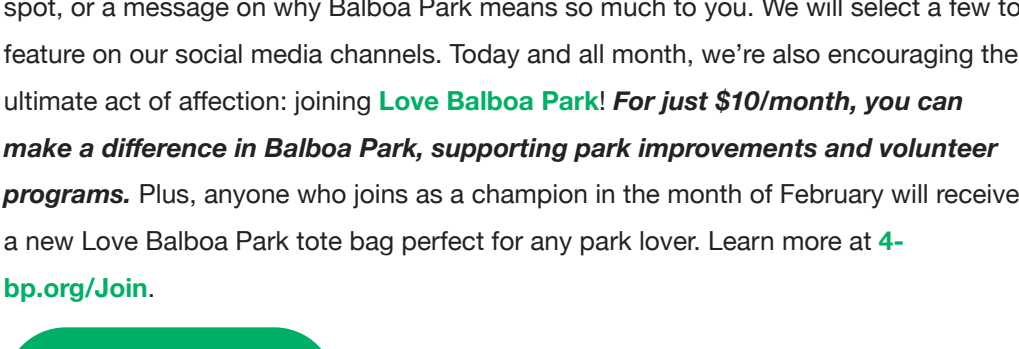 spot, or a message on why Balboa Park means so much to you. We will select a few to
feature on our social media channels. Today and all month, we’re also encouraging the
ultimate act of affection: joining Love Balboa Park! For just $10/month, you can
make a difference in Balboa Park, supporting park improvements and volunteer
programs. Plus, anyone who joins as a champion in the month of February will receive
a new Love Balboa Park tote bag perfect for any park lover. Learn more at 4-
bp.org/Join.